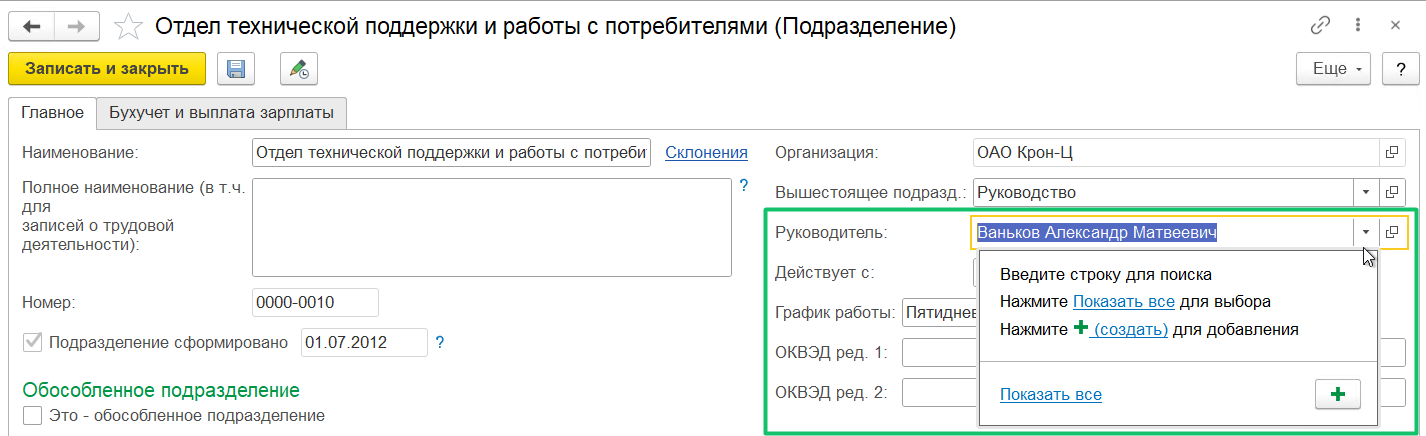 Отдел технической поддержки и работы с потребителями (Подразделение)
Записать и закрыть
Еще
?
Главное
Бухучет и выплата зарплаты
Наименование:
Отдел технической поддержки и работы с потреби
Склонения
Полное наименование (в т.ч.
для
записей о трудовой
деятельности):
?
Номер:
0000-0010
Подразделение сформировано
01.07.2012
?
Обособленное подразделение
Это - обособленное подразделение
Организация:
ОАО Крон-Ц
Вышестоящее подразд.:
Руководство
Руководитель:
Ваньков Александр Матвеевич
Действует с:
График работы:
Пятиднев
ОКВЭД ред. 1:
ОКВЭД ред. 2:
Введите строку для поиска
Нажмите Показать все для выбора
Нажмите + (создать) для добавления
Показать все